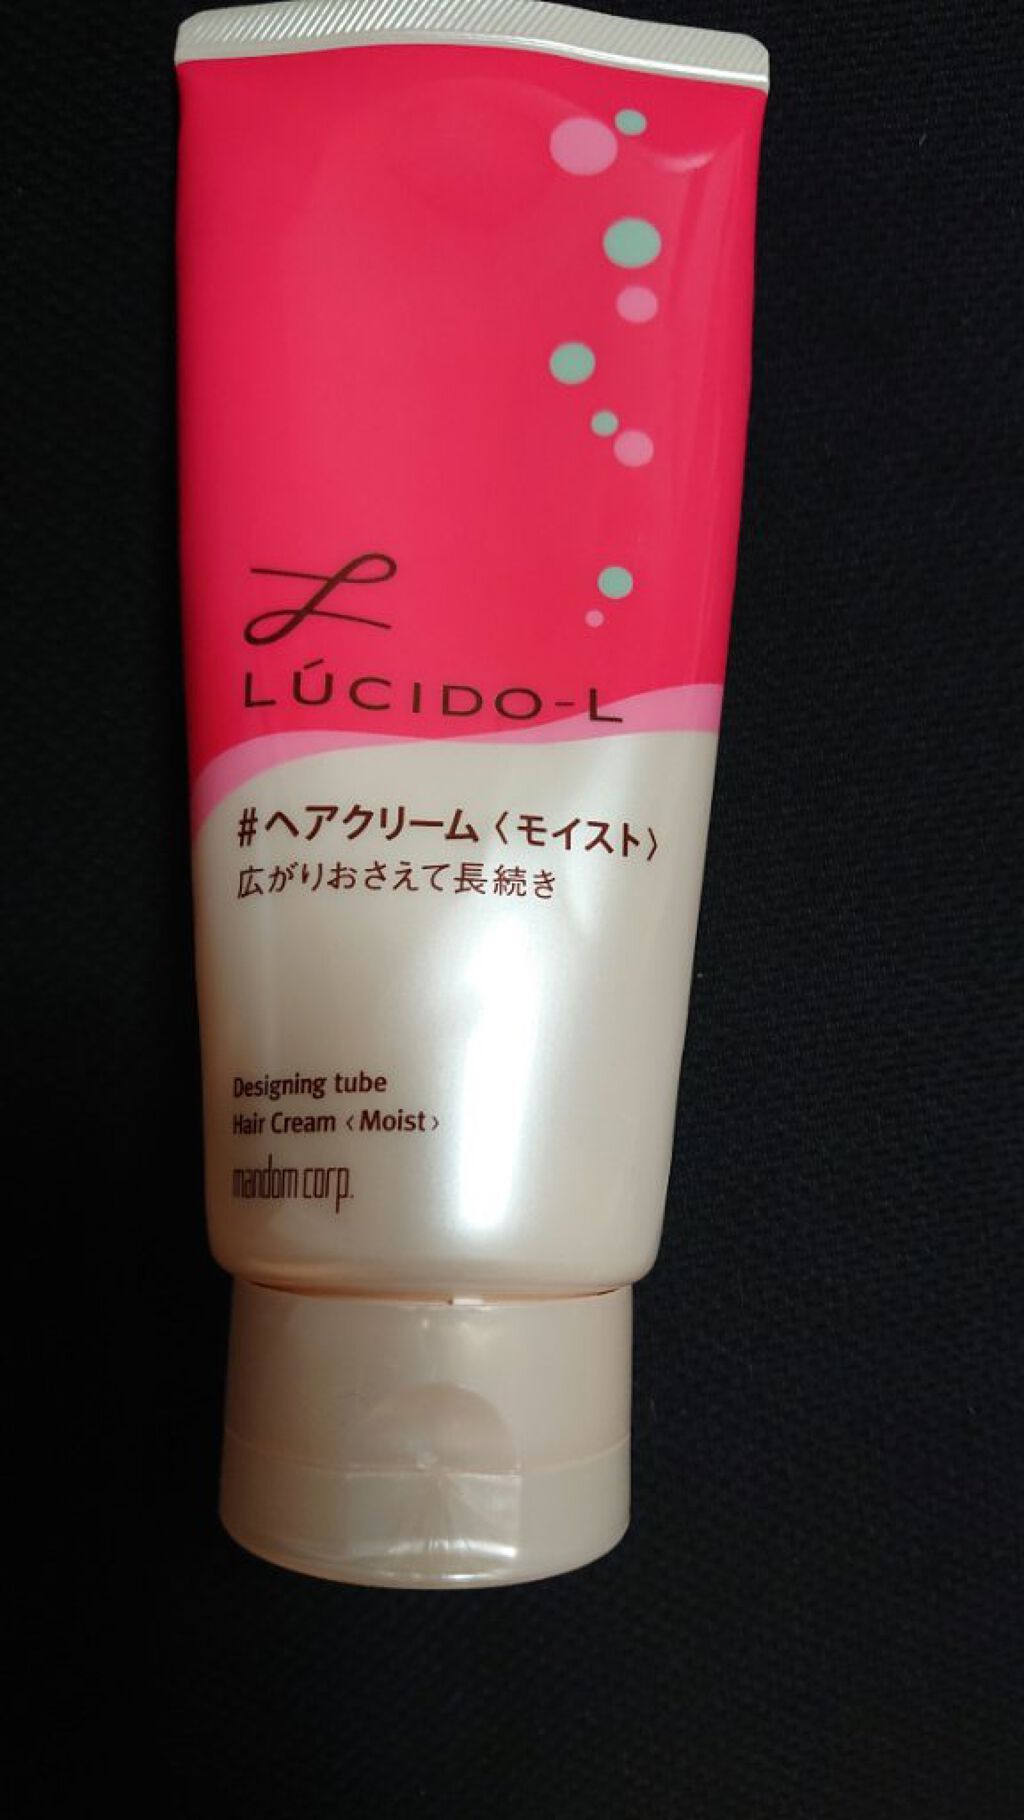 LÚCIDO-L
#ヘアクリーム〈モイスト〉
広がりおさえて長続き
Designing tube
Hair Cream ‹Moist›
mandom corp.